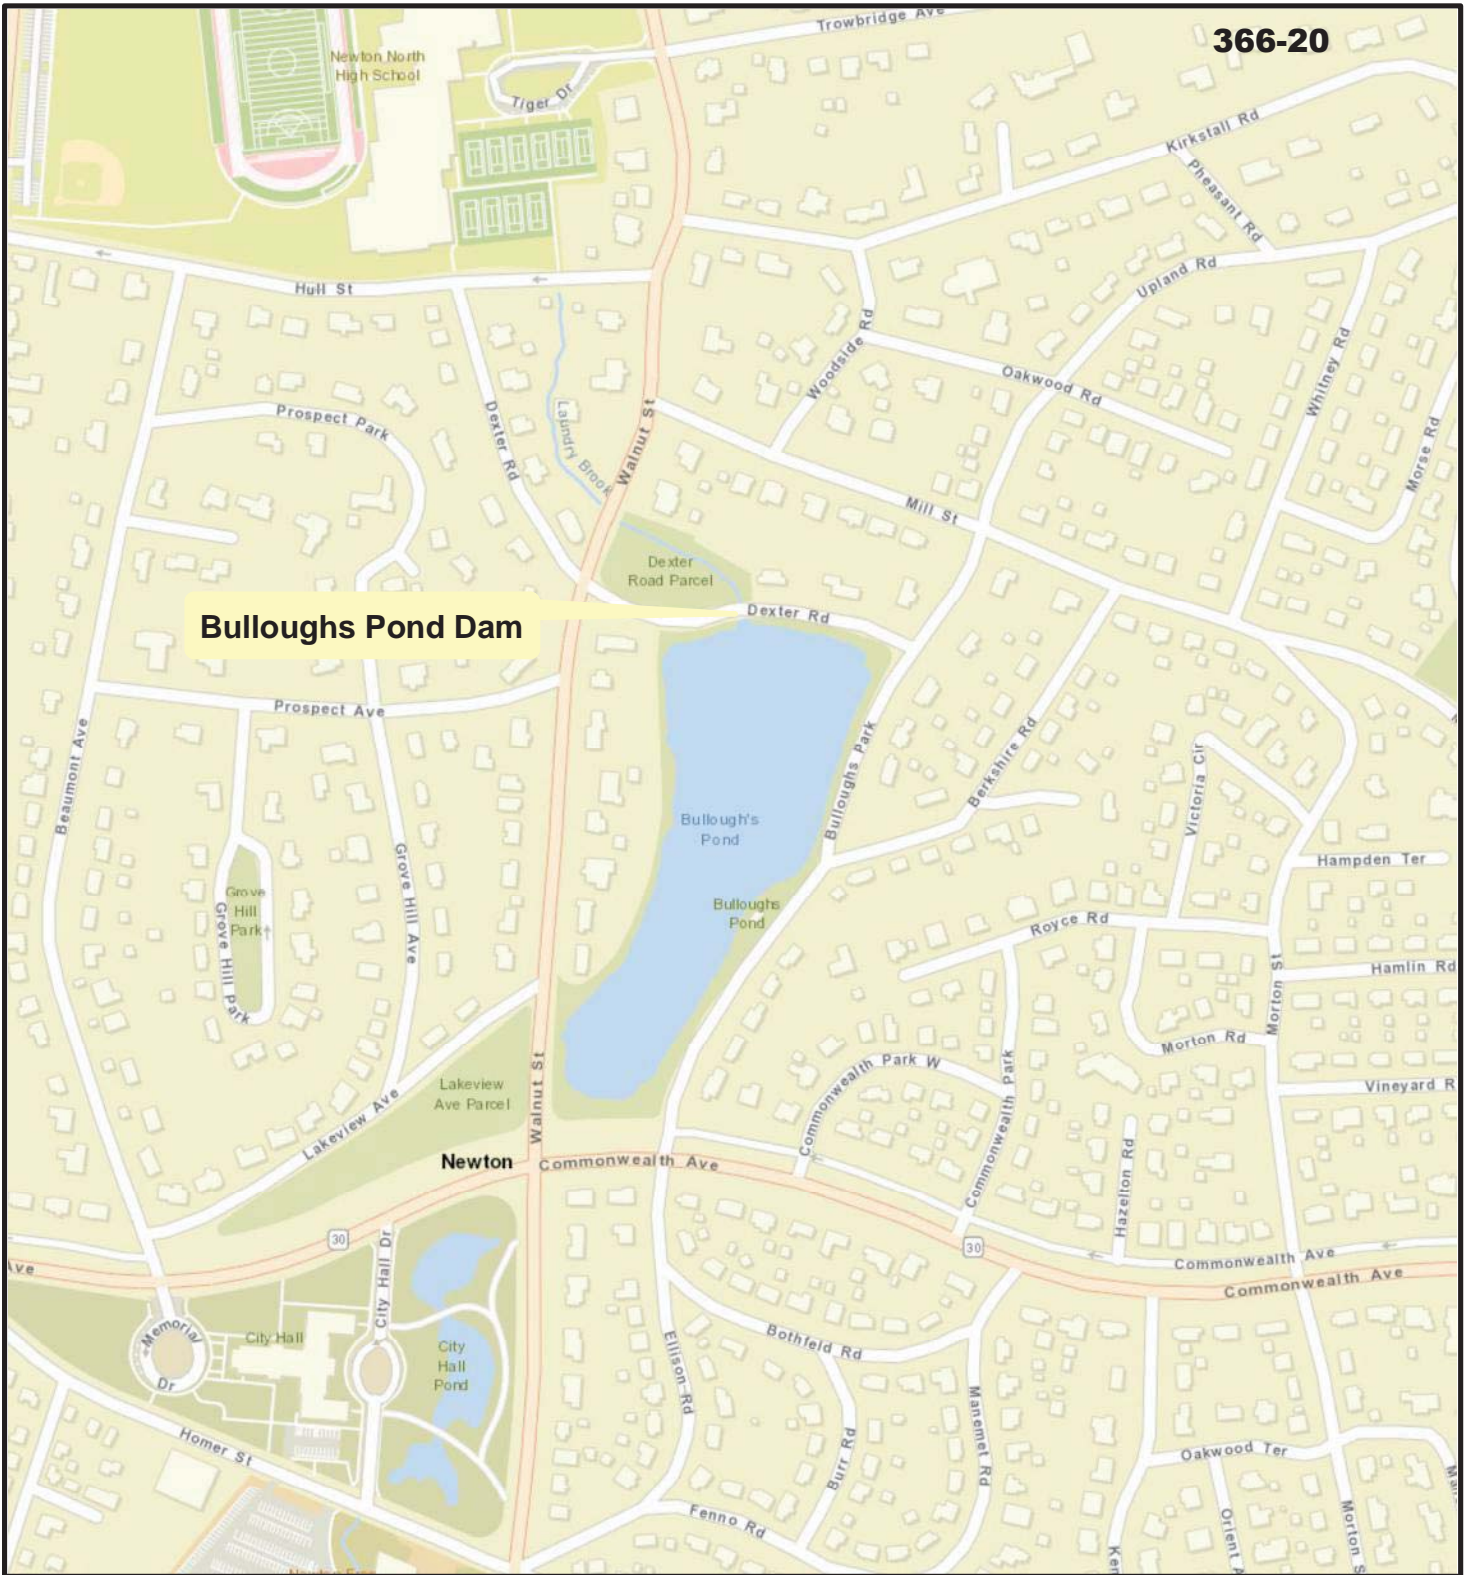 Trowbridge Ave
366-20
Newton North
High School
Tiger Dr
Kirkstall Rd
Pheasant Rd
Upland Rd
Hull St
Woodside Rd
Oakwood Rd
Whitney Rd
Morse Rd
Prospect Park
Dexter Rd
Laundry Brook
Walnut St
Mill St
Dexter
Road Parcel
Dexter Rd
Bulloughs Pond Dam
Prospect Ave
Beaumont Ave
Bulloughs Park
Berkshire Rd
Victoria Cir
Bullough's
Pond
Hampden Ter
Grove Hill Ave
Grove
Hill
Park
Grove Hill Park
Bulloughs
Pond
Royce Rd
Hamlin Rd
Morton St
Morton Rd
Commonwealth Park W
Commonwealth Park
Vineyard R
Lakeview
Ave Parcel
Lakeview Ave
Walnut St
Hazelton Rd
Newton
Commonwealth Ave
30
30
City Hall Dr
Commonwealth Ave
Commonwealth Ave
Ave
Memorial
Dr
City Hall
City
Hall
Pond
Ellison Rd
Bothfeld Rd
Manemet Rd
Burr Rd
Homer St
Oakwood Ter
Fenno Rd
Orient A
Morton S
Ken